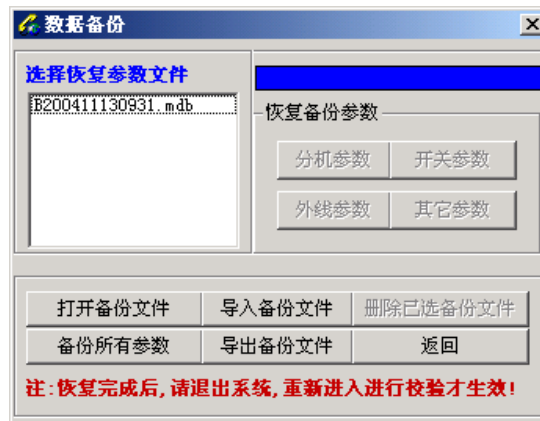 数据备份
选择恢复参数文件
B200411130931.mdb
恢复备份参数
分机参数 开关参数
外线参数 其它参数
打开备份文件 导入备份文件 删除已选备份文件
备份所有参数 导出备份文件 返回
注:恢复完成后,请退出系统,重新进入进行校验才生效!